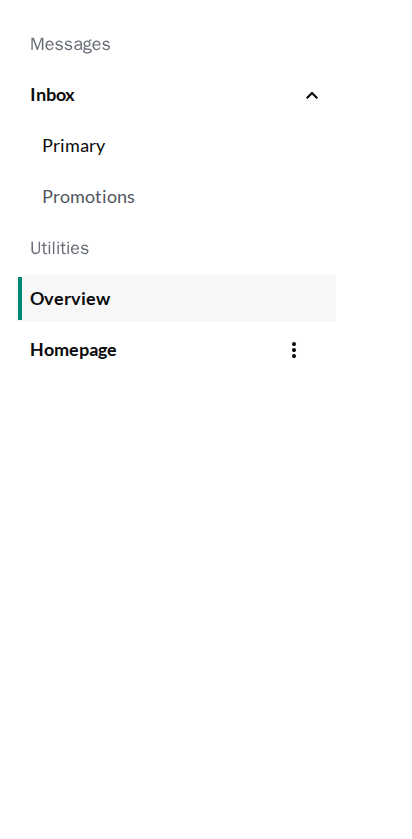 Messages
Inbox
Primary
Promotions
Utilities
Overview
Homepage